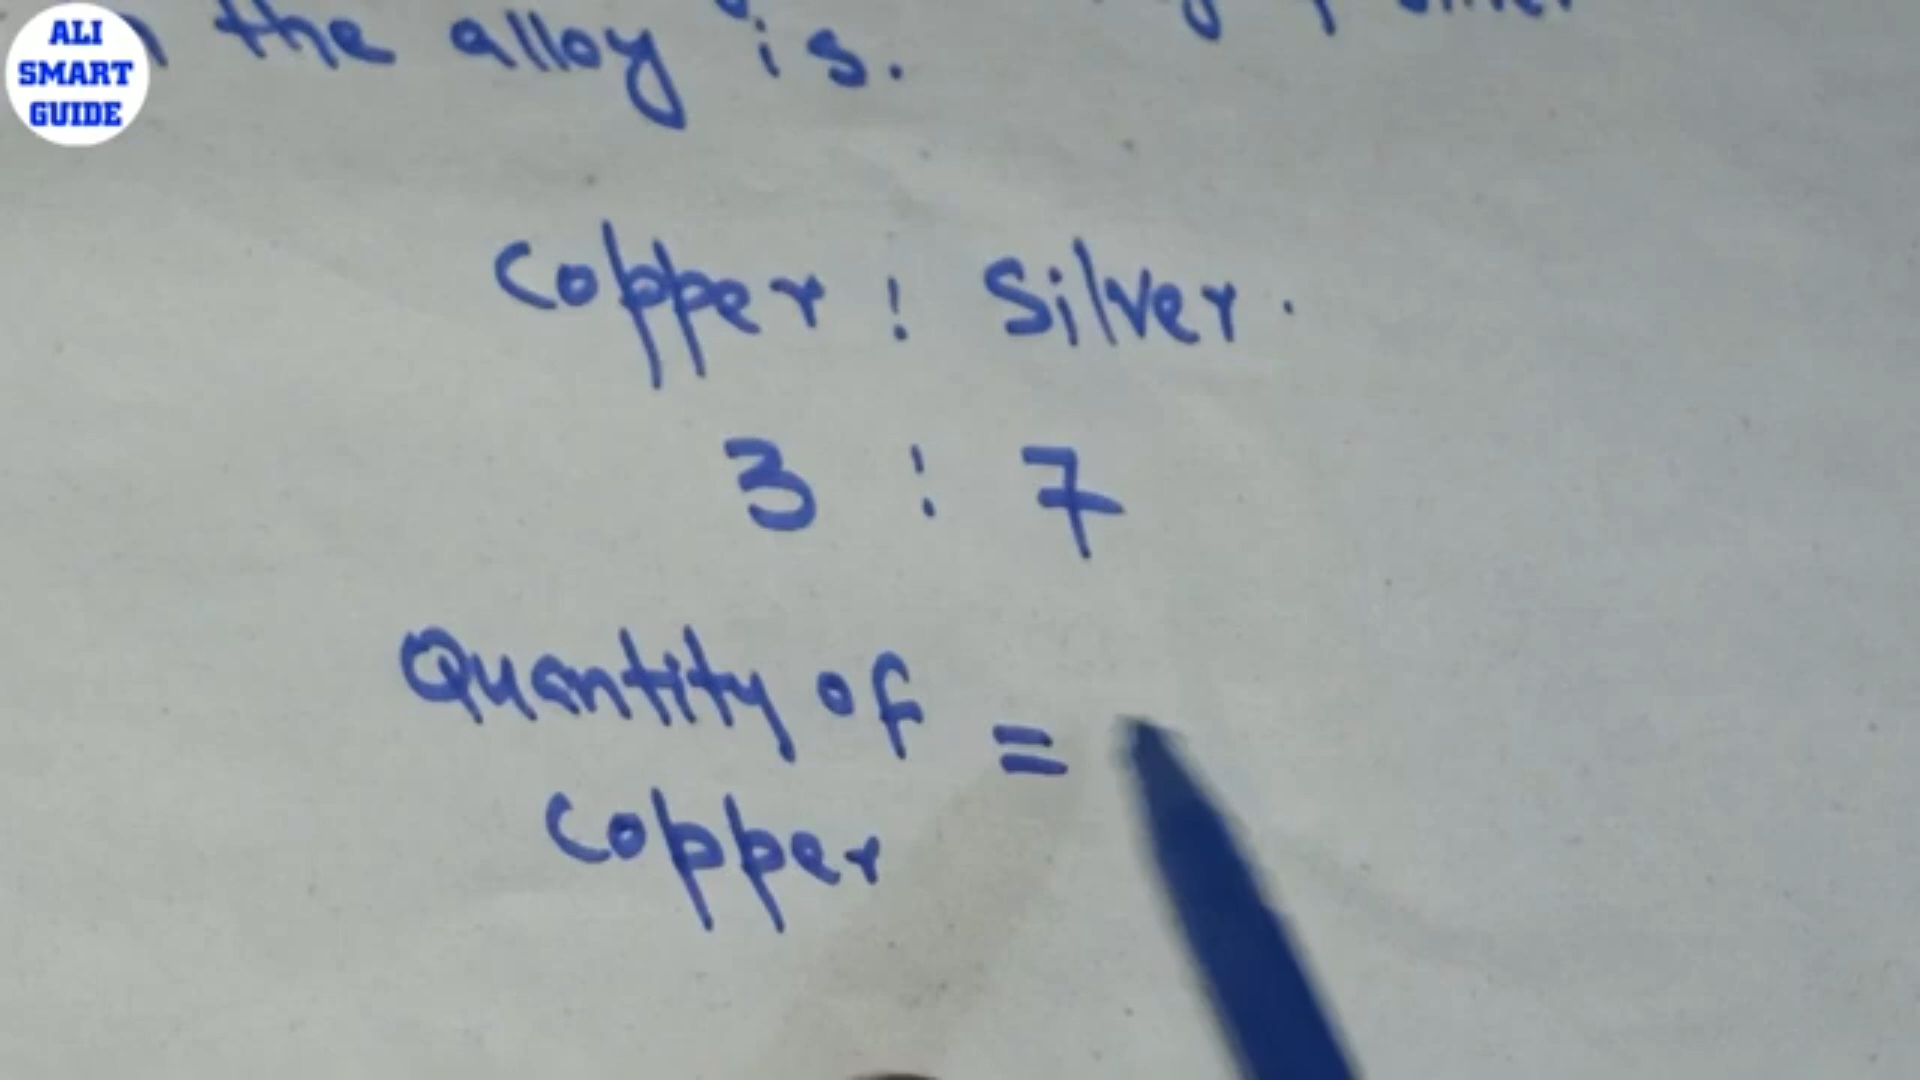 ALI
SMART
GUIDE
the alloy is.
Copper : Silver.
3 : 7
Quantity of =
Copper